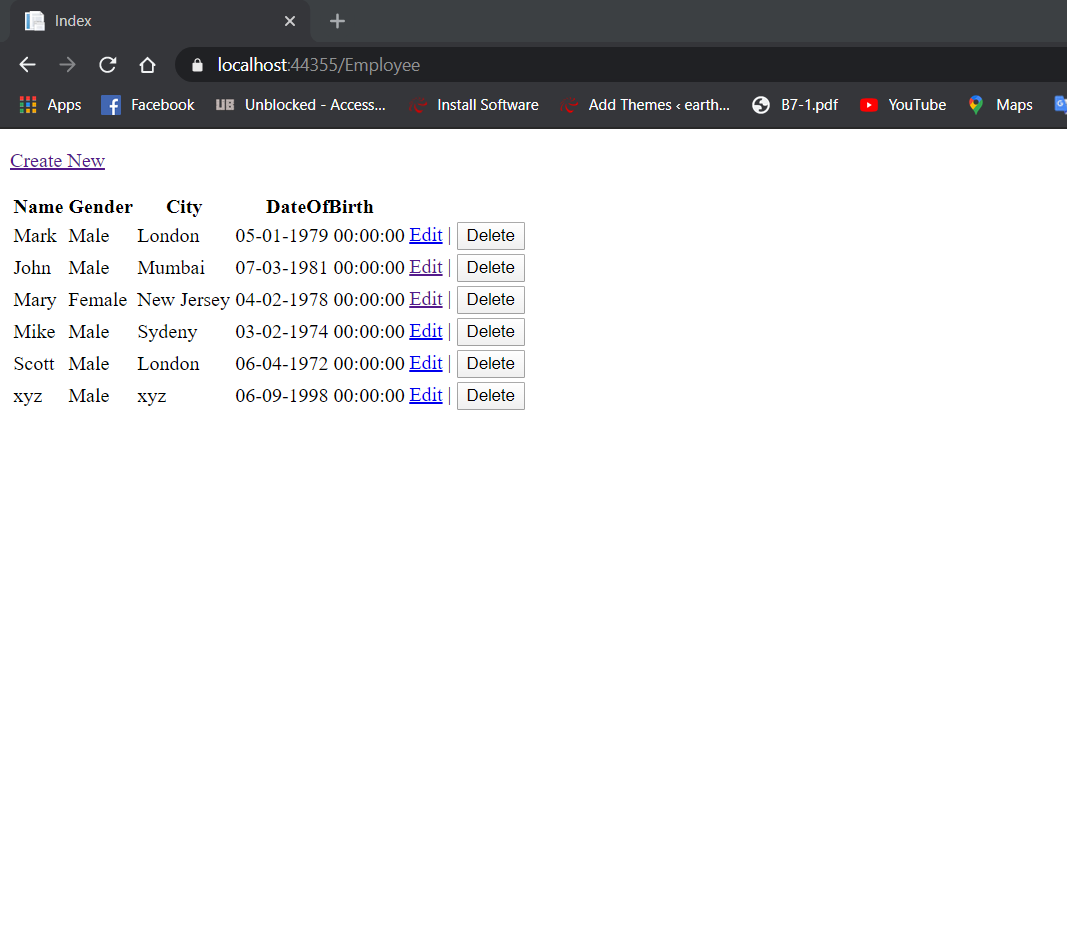 Index
localhost:44355/Employee
Apps Facebook UB Unblocked - Access... Install Software Add Themes ‹ earth... B7-1.pdf YouTube Maps G
Create New
Name Gender City DateOfBirth
Mark Male London 05-01-1979 00:00:00 Edit | Delete
John Male Mumbai 07-03-1981 00:00:00 Edit | Delete
Mary Female New Jersey 04-02-1978 00:00:00 Edit | Delete
Mike Male Sydeny 03-02-1974 00:00:00 Edit | Delete
Scott Male London 06-04-1972 00:00:00 Edit | Delete
xyz Male xyz 06-09-1998 00:00:00 Edit | Delete